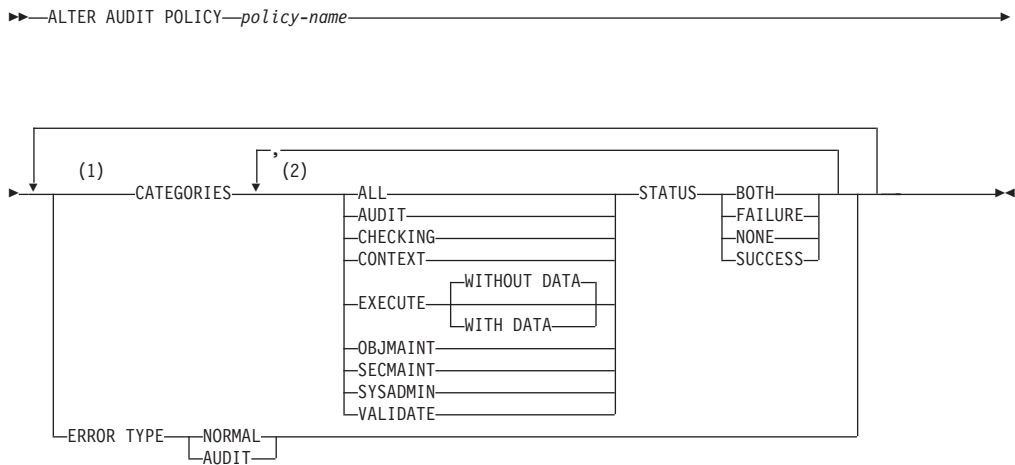 ALTER AUDIT POLICY policy-name
,
(1) (2)
CATEGORIES ALL STATUS BOTH
AUDIT FAILURE
CHECKING NONE
CONTEXT SUCCESS
WITHOUT DATA
EXECUTE
WITH DATA
OBJMAINT
SECMAINT
SYSADMIN
VALIDATE
ERROR TYPE NORMAL
AUDIT